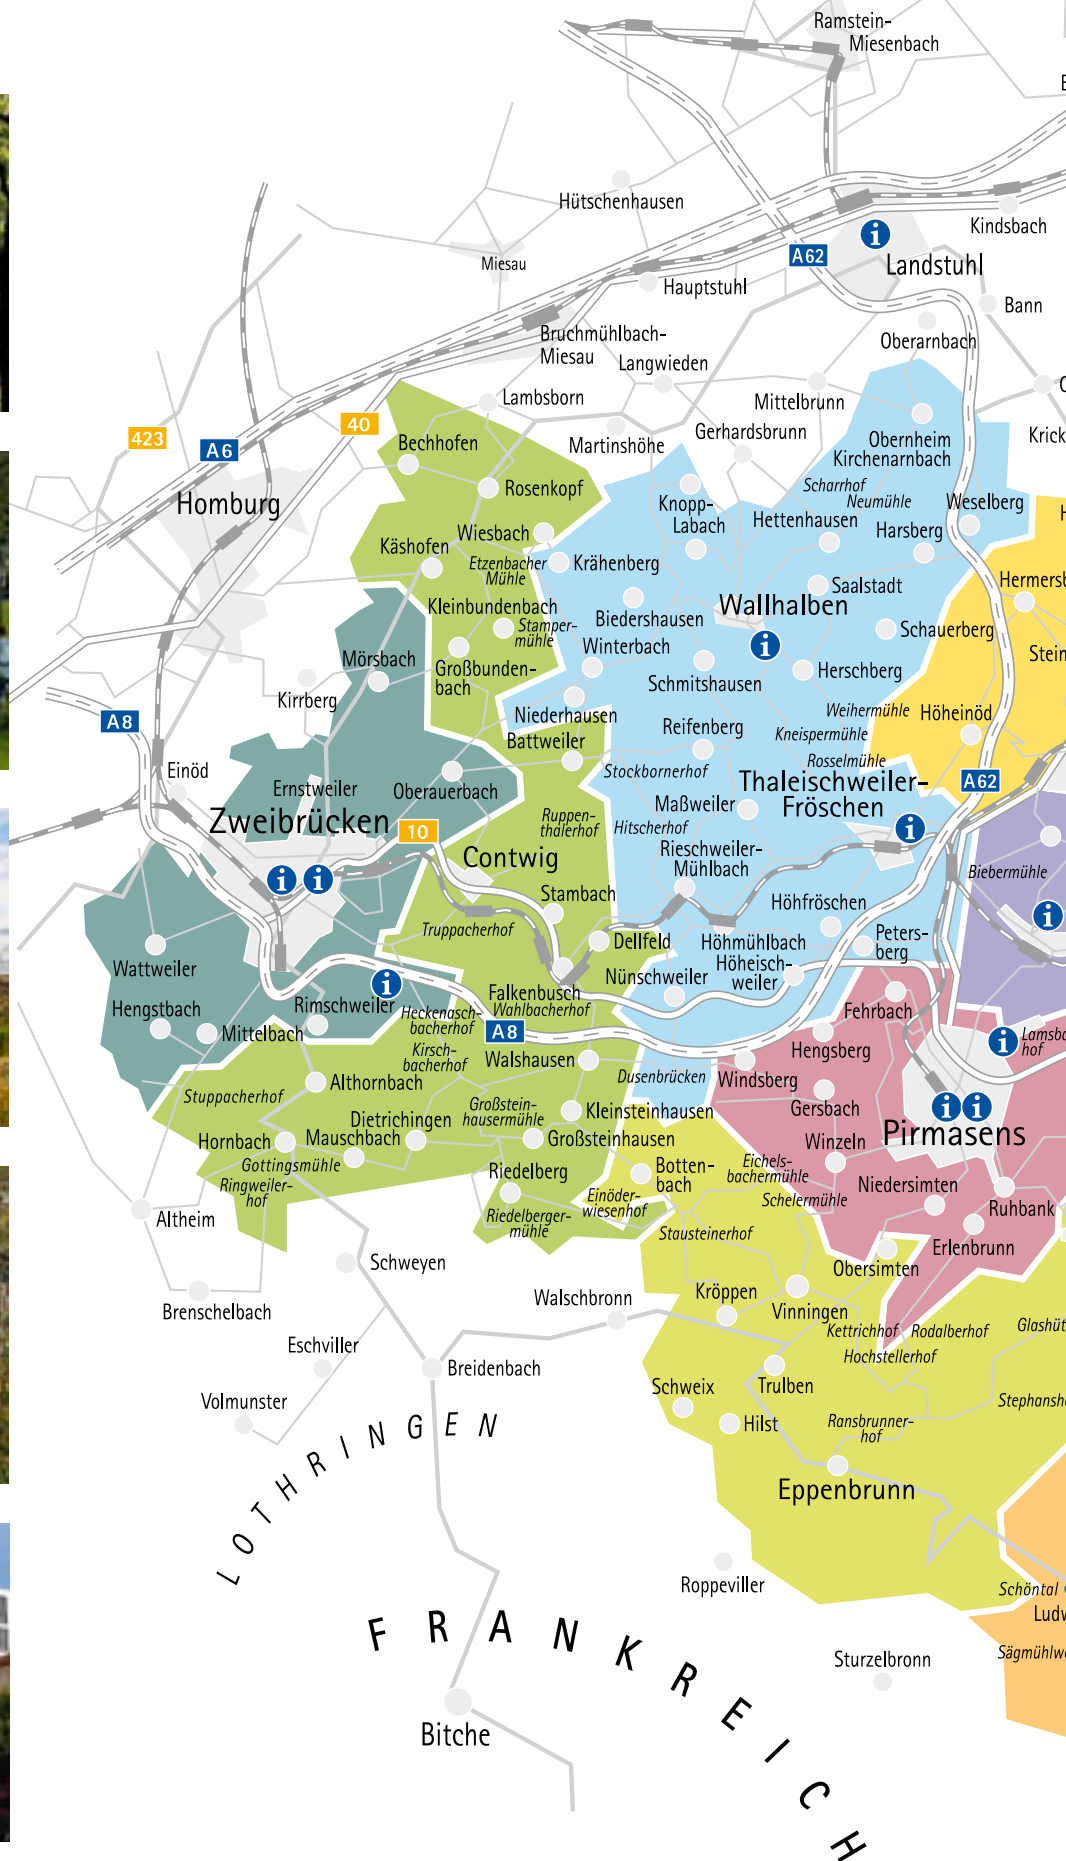 Ramstein-
Miesenbach
Hütschenhausen
Kindsbach
Miesau
A62
Landstuhl
Hauptstuhl
Bann
Bruchmühlbach-
Miesau
Oberarnbach
Langwieden
Lambsborn
Mittelbrunn
423
A6
40
Bechhofen
Martinshöhe
Gerhardsbrunn
Obernheim
Kirchenarnbach
Krick
Homburg
Rosenkopf
Knopp-
Labach
Scharrhof
Neumühle
Hettenhausen
Weselberg
Harsberg
Wiesbach
Käshofen
Etzenbacher
Mühle
Krähenberg
Hermersb
Saalstadt
Wallhalben
Kleinbundenbach
Stamper-
mühle
Biedershausen
Schauerberg
Winterbach
Stein
Mörsbach
Großbunden-
bach
Schmitshausen
Herschberg
Kirrberg
Niederhausen
Weihermühle
Höheinöd
A8
Reifenberg
Kneispermühle
Battweiler
Rosselmühle
Einöd
Stockbornerhof
Thaleischweiler-
Fröschen
A62
Ernstweiler
Oberauerbach
Zweibrücken
10
Ruppen-
thalerhof
Maßweiler
Hitscherhof
Contwig
Rieschweiler-
Mühlbach
Biebermühle
Stambach
Höhfröschen
Truppacherhof
Dellfeld
Höhmühlbach
Peters-
berg
Wattweiler
Nünschweiler
Höheisch-
weiler
Falkenbusch
Wahlbacherhof
Hengstbach
Rimschweiler
Heckenasch-
bacherhof
Fehrbach
Mittelbach
A8
Lamsba
hof
Kirsch-
bacherhof
Walshausen
Hengsberg
Dusenbrücken
Windsberg
Stuppacherhof
Althornbach
Gersbach
Großstein-
hausermühle
Kleinsteinhausen
Dietrichingen
Pirmasens
Hornbach
Mauschbach
Großsteinhausen
Winzeln
Gottingsmühle
Ringweiler-
hof
Riedelberg
Botten-
bach
Eichels-
bachermühle
Niedersimten
Einöder-
wiesenhof
Schelermühle
Ruhbank
Altheim
Riedelberger-
mühle
Stausteinerhof
Erlenbrunn
Schweyen
Obersimten
Brenschelbach
Walschbronn
Kröppen
Vinningen
Kettrichhof
Rodalberhof
Glashüt
Eschviller
Hochstellerhof
Breidenbach
Schweix
Trulben
Volmunster
Stephansho
Hilst
Ransbrunner-
hof
LOTHRINGEN
Eppenbrunn
Roppeviller
Schöntal
Ludw
FRANKREICH
Sturzelbronn
Sägmühlwe
Bitche